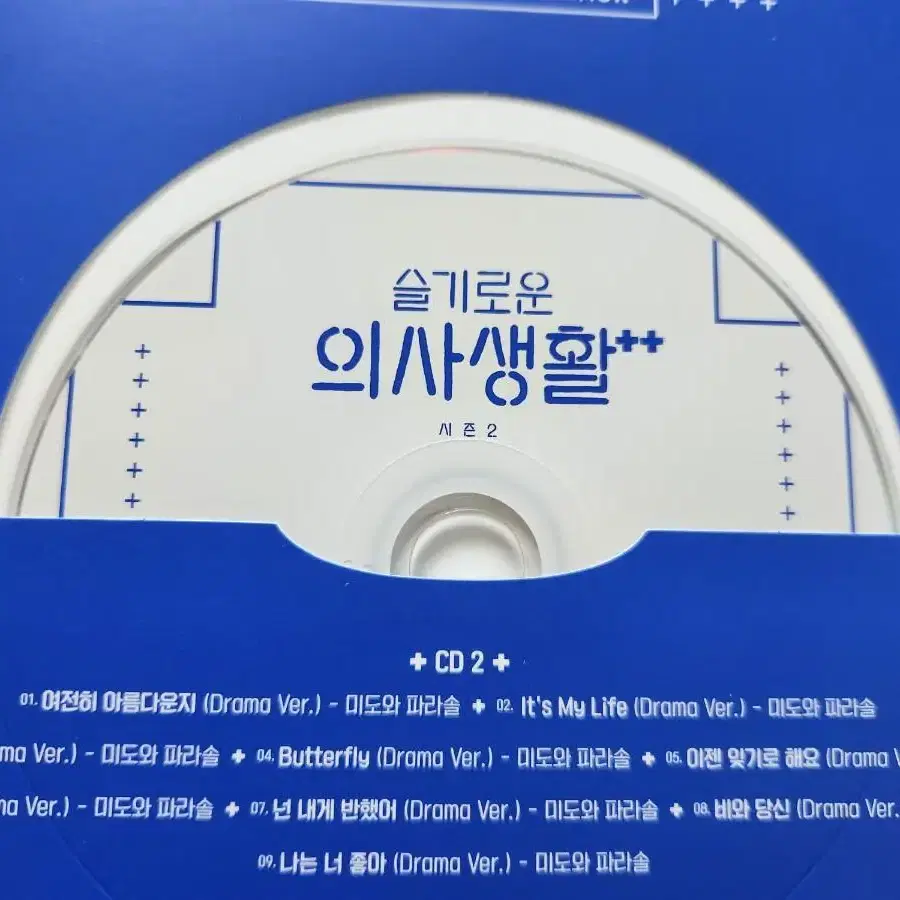 슬기로운
의사생활++
시즌 2
+ CD 2 +
01. 여전히 아름다운지 (Drama Ver.) - 미도와 파라솔 + 02. It's My Life (Drama Ver.) - 미도와 파라솔
Ver.) - 미도와 파라솔 + 04. Butterfly (Drama Ver.) - 미도와 파라솔 + 05. 이젠 잊기로 해요 (Drama
Ver.) - 미도와 파라솔 + 07. 넌 내게 반했어 (Drama Ver.) - 미도와 파라솔 + 08. 비와 당신 (Drama Ver.
09. 나는 너 좋아 (Drama Ver.) - 미도와 파라솔